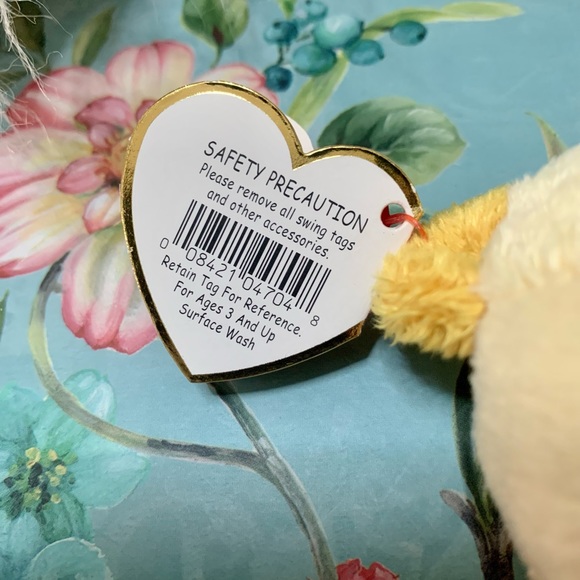 SAFETY PRECAUTION
Please remove all swing tags
and other accessories.
0 08421 04704 8
Retain Tag For Reference.
For Ages 3 And Up
Surface Wash